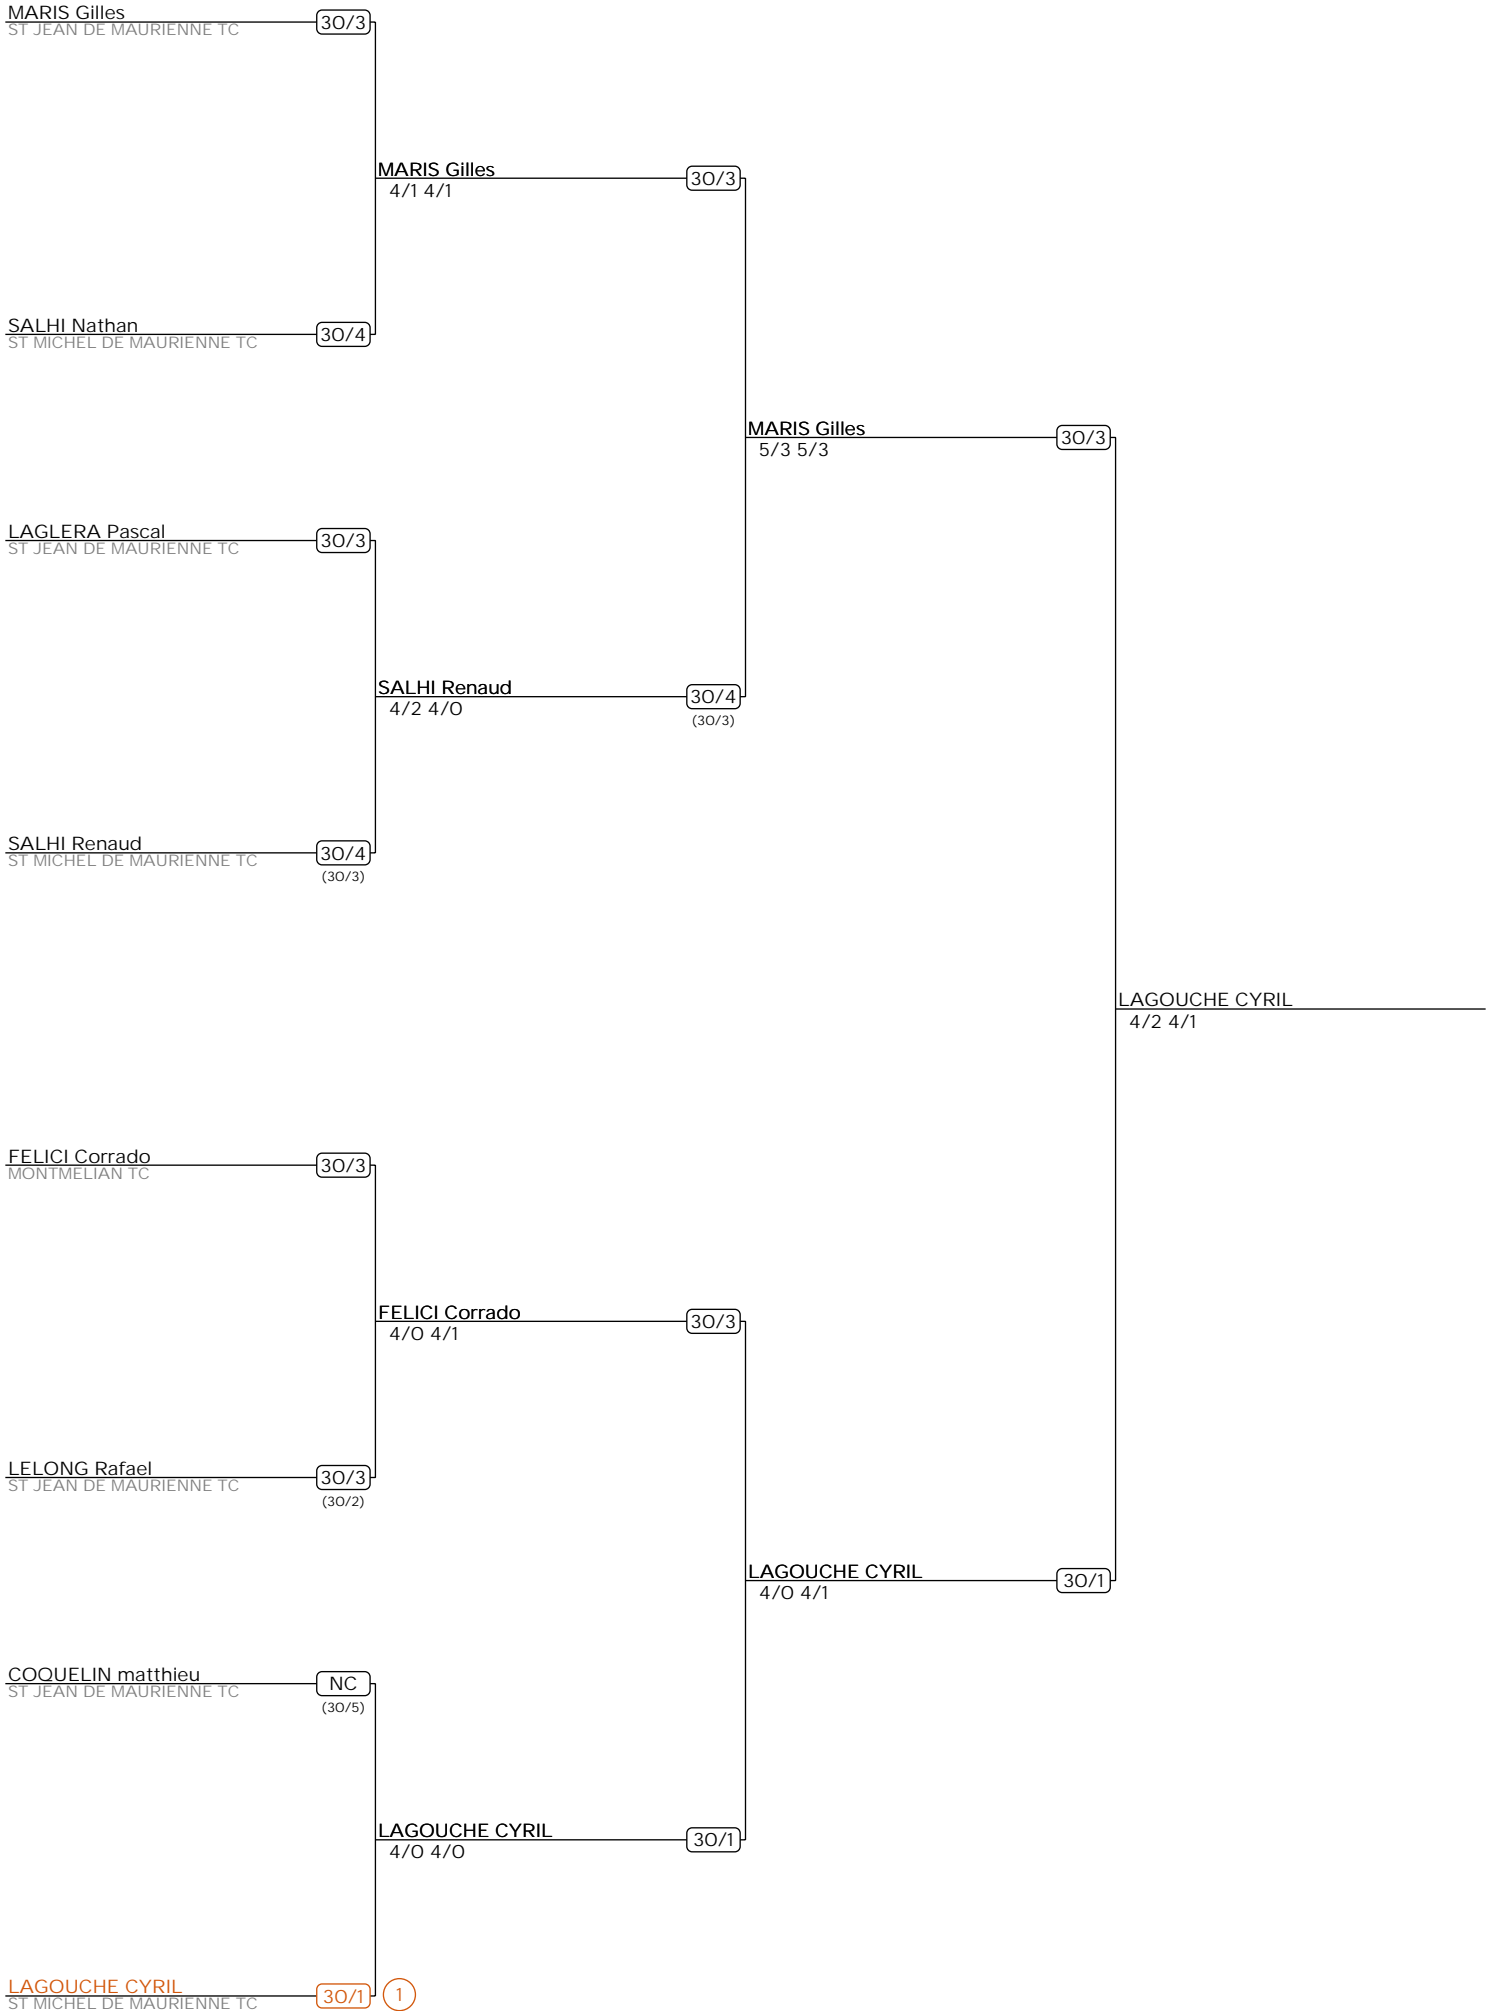 MARIS Gilles
ST JEAN DE MAURIENNE TC
30/3
MARIS Gilles
4/1 4/1
30/3
SALHI Nathan
ST MICHEL DE MAURIENNE TC
30/4
MARIS Gilles
5/3 5/3
30/3
LAGLERA Pascal
ST JEAN DE MAURIENNE TC
30/3
SALHI Renaud
4/2 4/0
30/4
(30/3)
SALHI Renaud
ST MICHEL DE MAURIENNE TC
30/4
(30/3)
LAGOUCHE CYRIL
4/2 4/1
FELICI Corrado
MONTMELIAN TC
30/3
FELICI Corrado
4/0 4/1
30/3
LELONG Rafael
ST JEAN DE MAURIENNE TC
30/3
(30/2)
LAGOUCHE CYRIL
4/0 4/1
30/1
COQUELIN matthieu
ST JEAN DE MAURIENNE TC
NC
(30/5)
LAGOUCHE CYRIL
4/0 4/0
30/1
LAGOUCHE CYRIL
ST MICHEL DE MAURIENNE TC
30/1
1